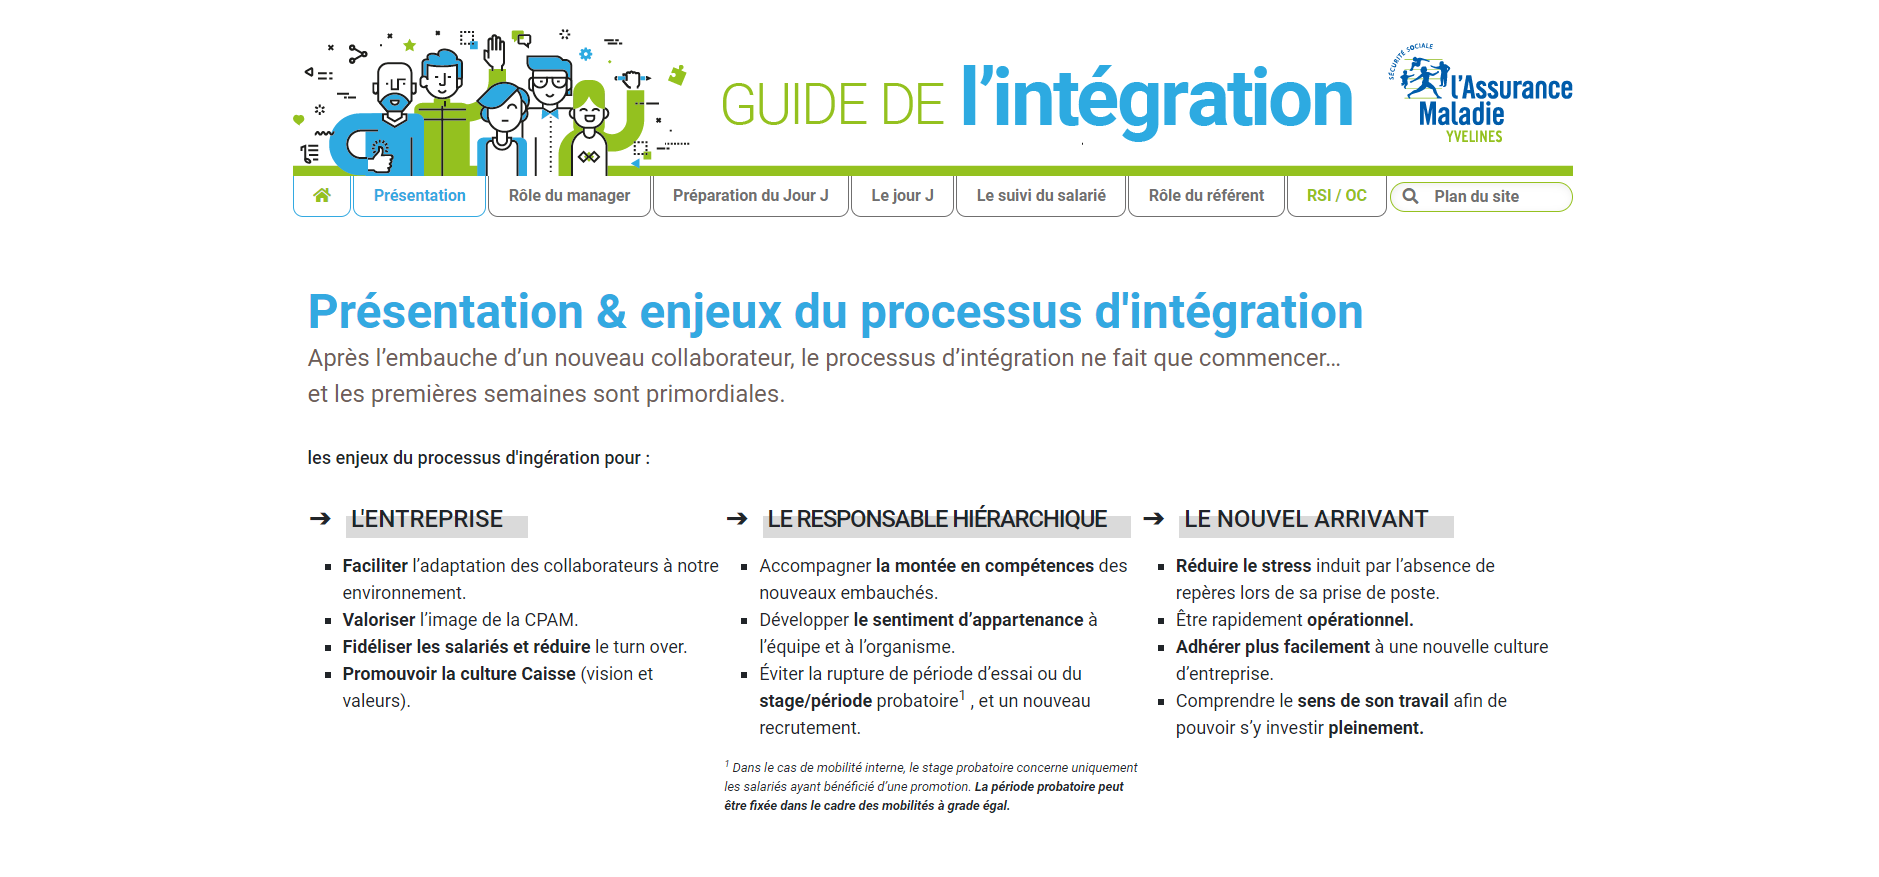 GUIDE DE l’intégration
SÉCURITÉ SOCIALE
l’Assurance
Maladie
YVELINES
Présentation
Rôle du manager
Préparation du Jour J
Le jour J
Le suivi du salarié
Rôle du référent
RSI / OC
Plan du site
Présentation & enjeux du processus d'intégration
Après l’embauche d’un nouveau collaborateur, le processus d’intégration ne fait que commencer…
et les premières semaines sont primordiales.
les enjeux du processus d'ingération pour :
➔ L'ENTREPRISE
▪ Faciliter l’adaptation des collaborateurs à notre
environnement.
▪ Valoriser l’image de la CPAM.
▪ Fidéliser les salariés et réduire le turn over.
▪ Promouvoir la culture Caisse (vision et
valeurs).
➔ LE RESPONSABLE HIÉRARCHIQUE
▪ Accompagner la montée en compétences des
nouveaux embauchés.
▪ Développer le sentiment d’appartenance à
l’équipe et à l’organisme.
▪ Éviter la rupture de période d’essai ou du
stage/période probatoire1 , et un nouveau
recrutement.
1 Dans le cas de mobilité interne, le stage probatoire concerne uniquement
les salariés ayant bénéficié d’une promotion. La période probatoire peut
être fixée dans le cadre des mobilités à grade égal.
➔ LE NOUVEL ARRIVANT
▪ Réduire le stress induit par l’absence de
repères lors de sa prise de poste.
▪ Être rapidement opérationnel.
▪ Adhérer plus facilement à une nouvelle culture
d’entreprise.
▪ Comprendre le sens de son travail afin de
pouvoir s’y investir pleinement.